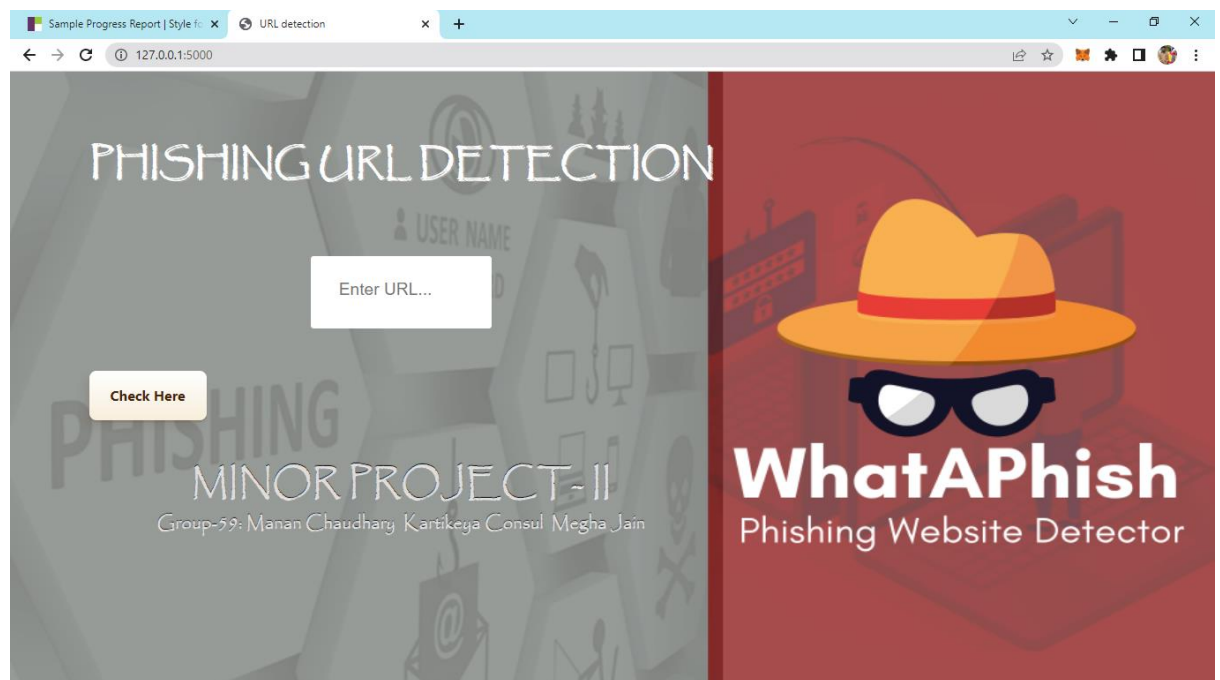 Sample Progress Report | Style fo
URL detection
127.0.0.1:5000
PHISHING URL DETECTION
USER NAME
Enter URL...
Check Here
PHISHING
MINOR PROJECT- II
Group-59: Manan Chaudhary Kartikeya Consul Megha Jain
WhatAPhish
Phishing Website Detector